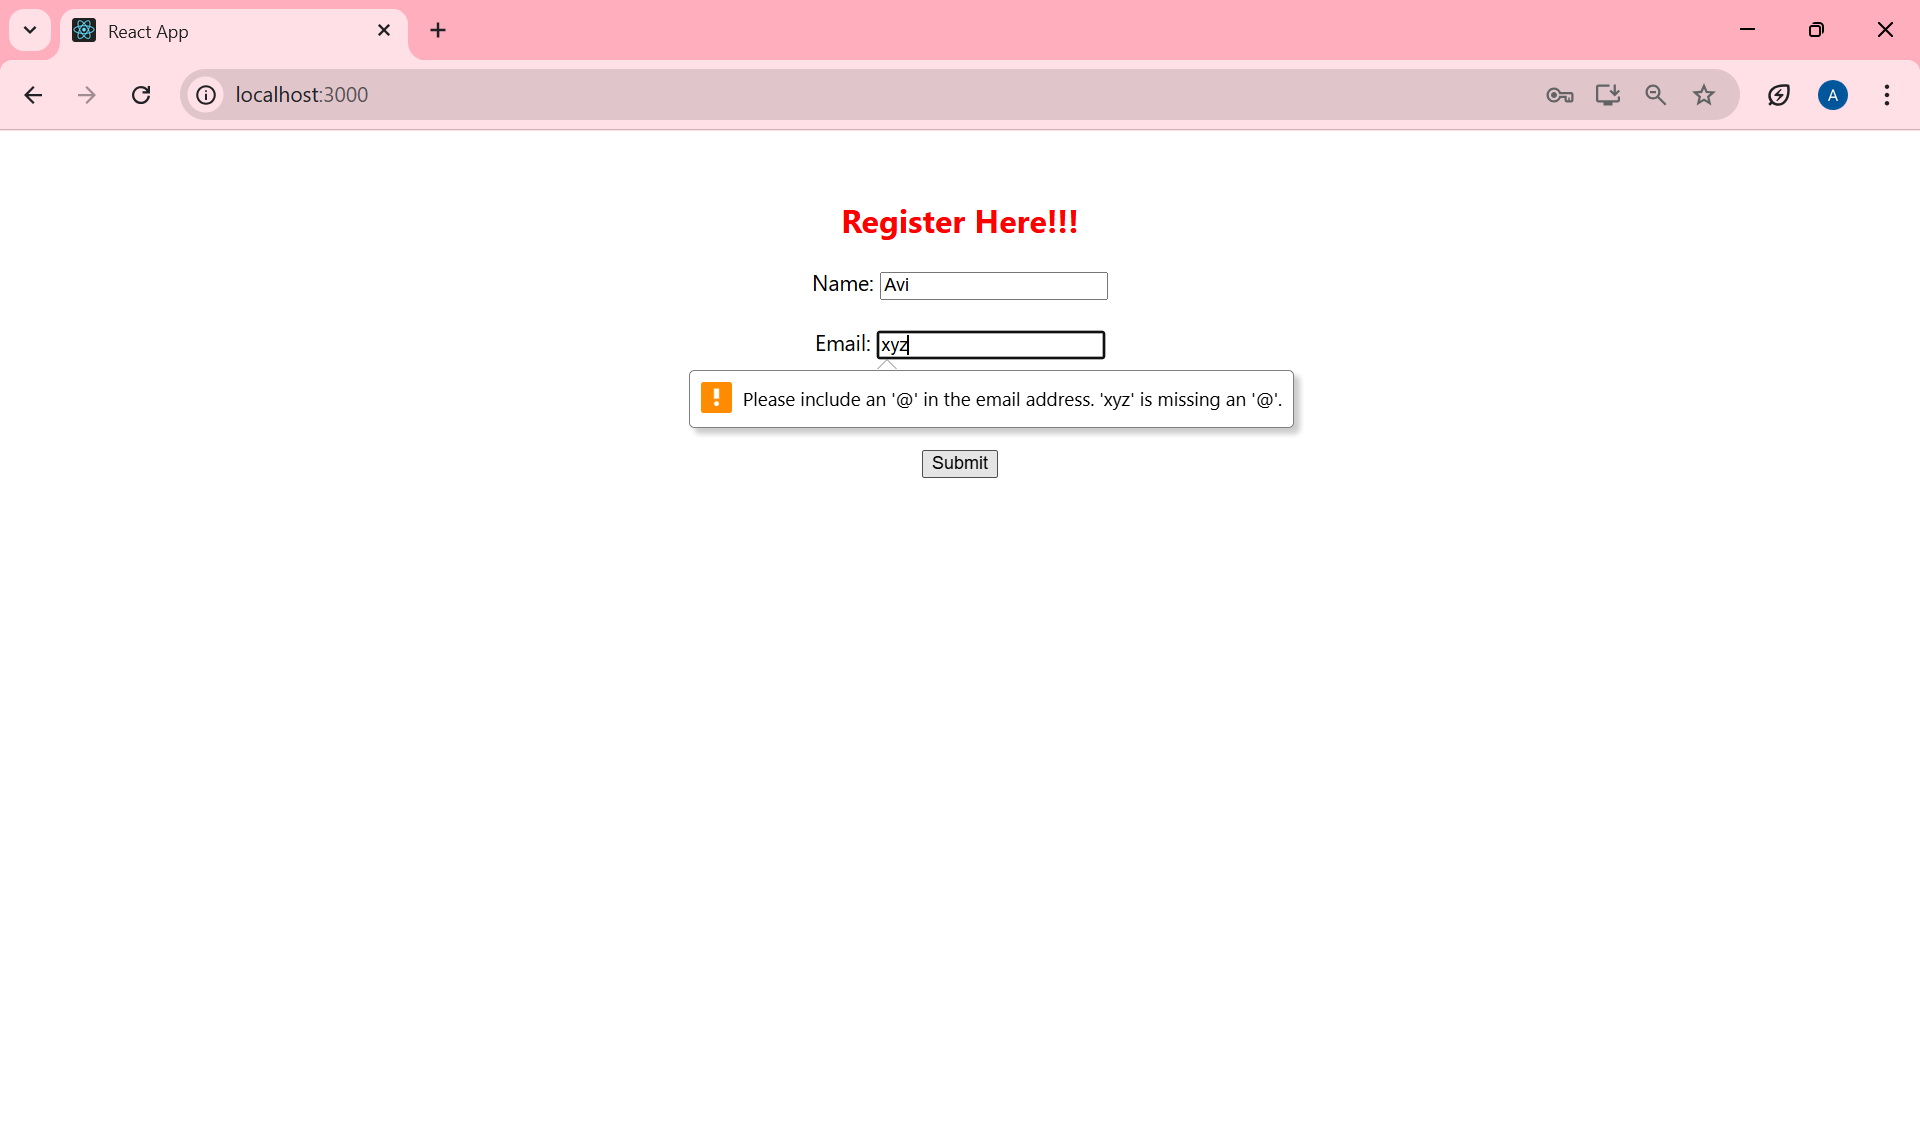 React App
localhost:3000
A
Register Here!!!
Name: Avi
Email: xyz
Please include an '@' in the email address. 'xyz' is missing an '@'.
Submit